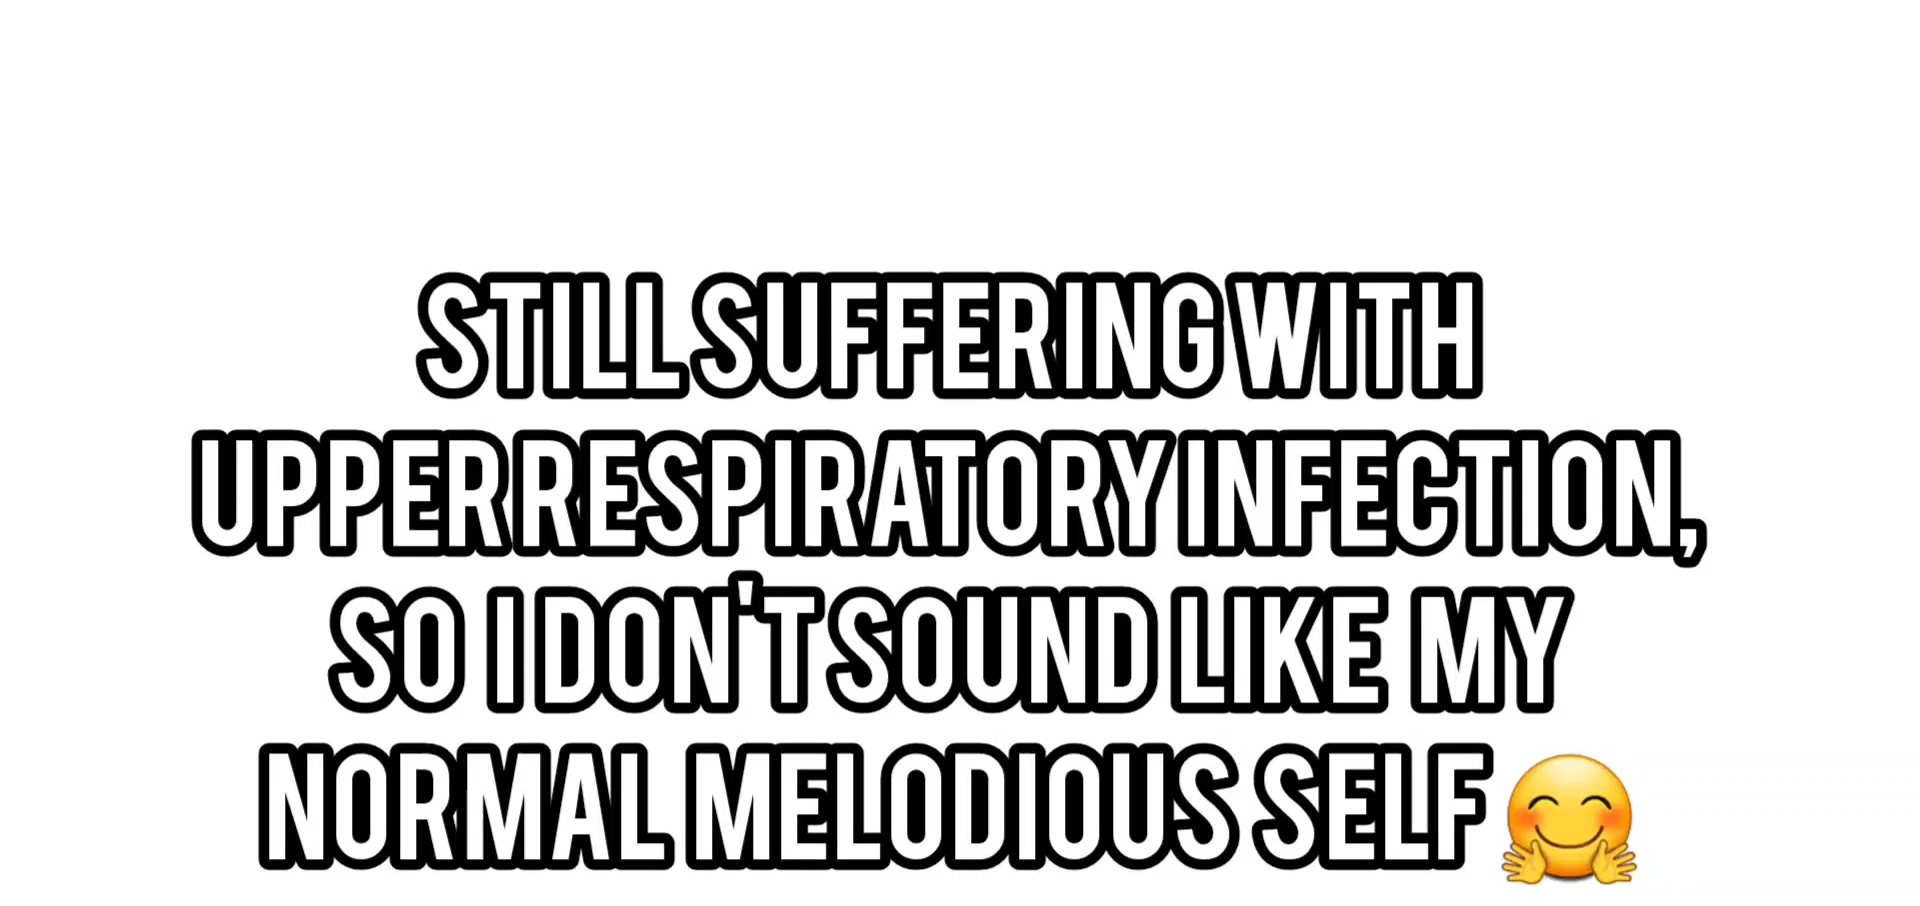 STILL SUFFERING WITH
UPPER RESPIRATORY INFECTION,
SO I DON'T SOUND LIKE MY
NORMAL MELODIOUS SELF 🤗